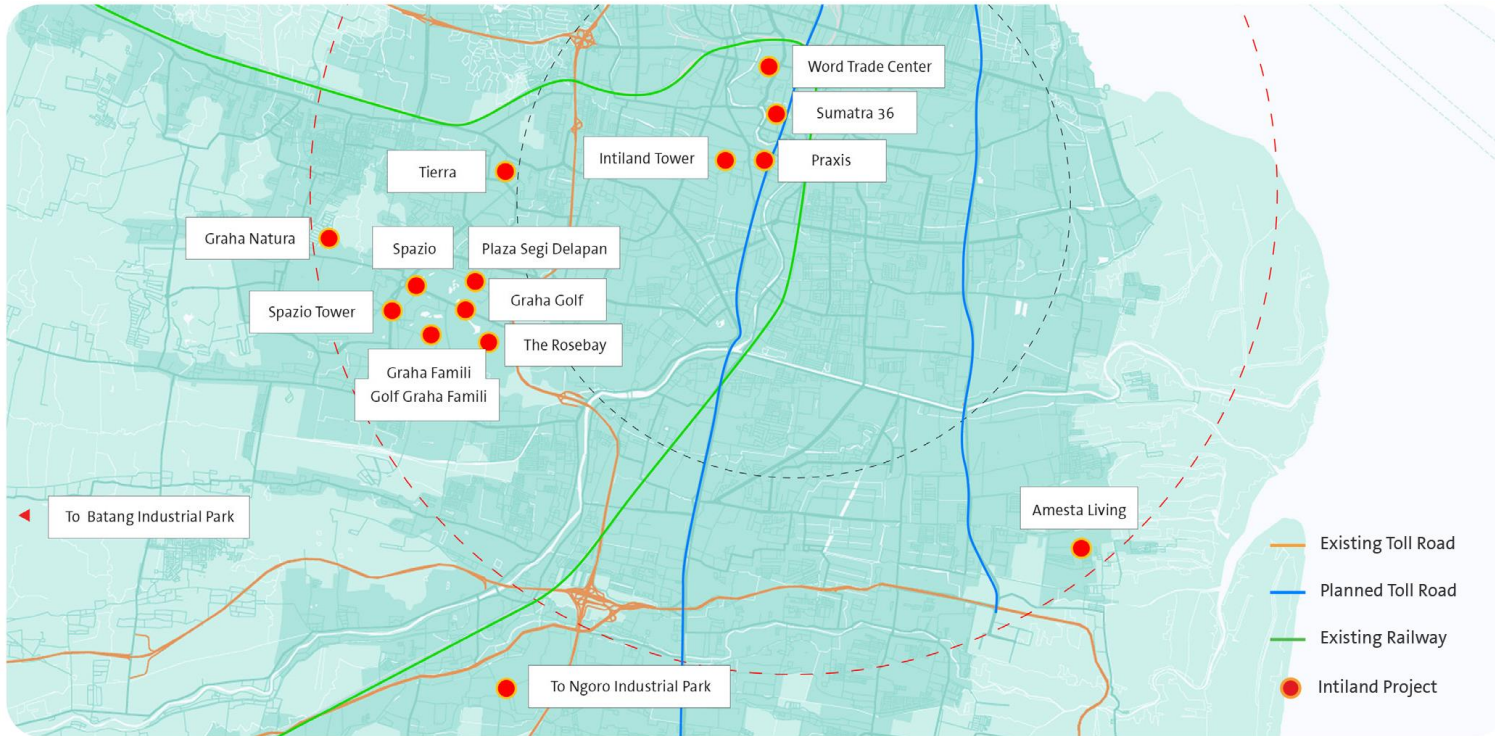 Word Trade Center
Sumatra 36
Intiland Tower
Praxis
Tierra
Graha Natura
Spazio
Plaza Segi Delapan
Graha Golf
Spazio Tower
The Rosebay
Graha Famili
Golf Graha Famili
To Batang Industrial Park
Amesta Living
To Ngoro Industrial Park
Existing Toll Road
Planned Toll Road
Existing Railway
Intiland Project